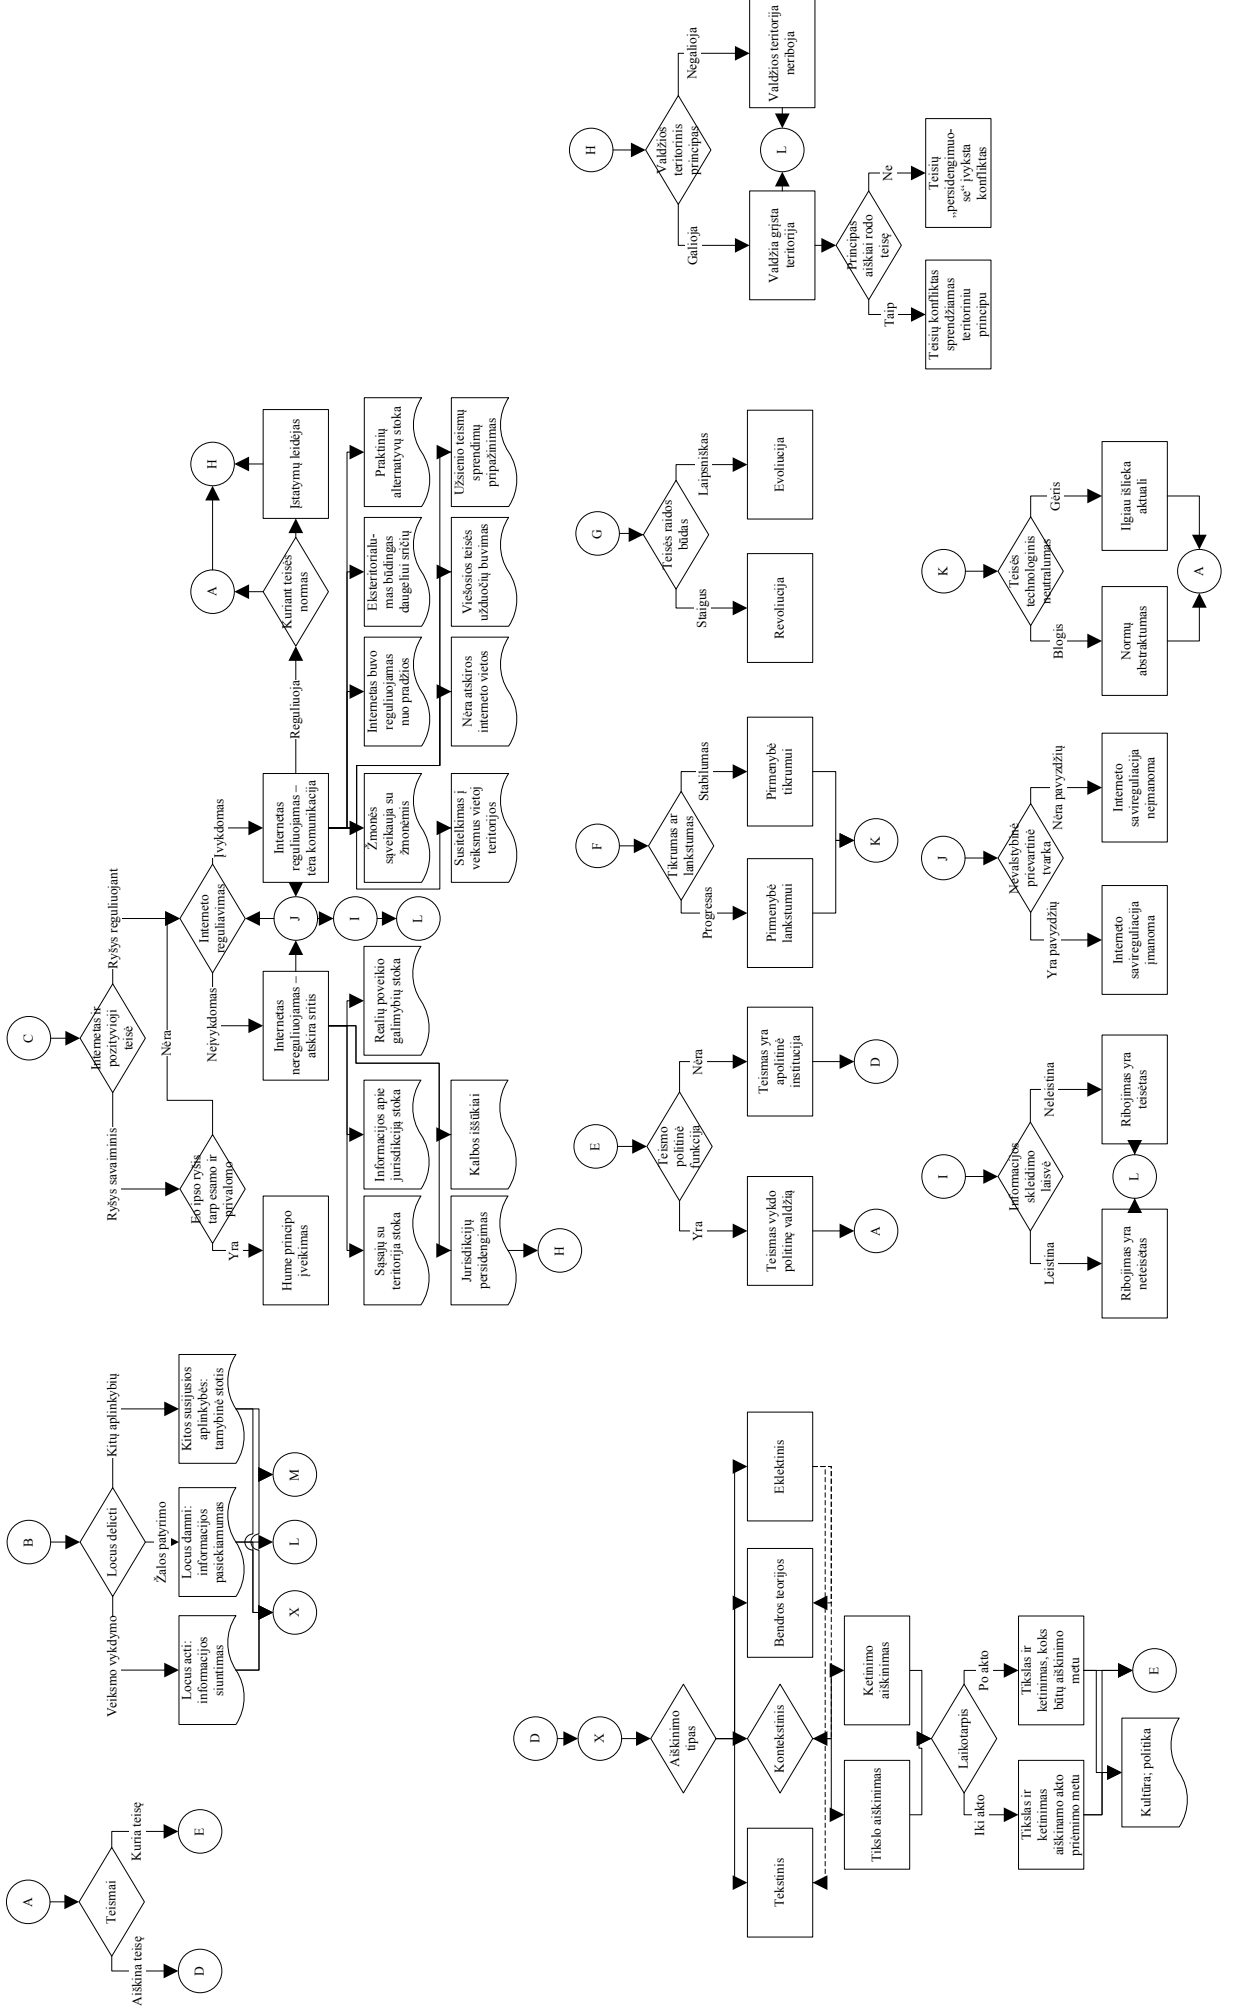 A
Teismai
Aiškina teisę
Kuria teisę
D
E
B
Locus delicti
Veiksmo vykdymo
Žalos patyrimo
Kitų aplinkybių
Locus acti:
informacijos
siuntimas
Locus damni:
informacijos
pasiekiamumas
Kitos susijusios
aplinkybės:
tarnybinė stotis
X
L
M
C
Internetas ir
pozityvioji
teisė
Ryšys savaiminis
Ryšys reguliuojant
Eo ipso ryšis
tarp esamo ir
privalomo
Nėra
Yra
Hume principo
įveikimas
Interneto
reguliavimas
Neįvykdomas
Įvykdomas
Internetas
nereguliuojamas –
atskira sritis
J
Internetas
reguliuojamas –
tėra komunikacija
I
L
Reguliuoja
Kuriant teisės
normas
A
H
Įstatymų leidėjas
Sąsajų su
teritorija stoka
Informacijos apie
jurisdikciją stoka
Realių poveikio
galimybių stoka
Jurisdikcijų
persidengimas
Kalbos iššūkiai
H
Žmonės
sąveikauja su
žmonėmis
Internetas buvo
reguliuojamas
nuo pradžios
Eksteritorialu-
mas būdingas
daugeliui sričių
Praktinių
alternatyvų stoka
Susitelkimas į
veiksmus vietoj
teritorijos
Nėra atskiros
interneto vietos
Viešosios teisės
užduočių buvimas
Užsienio teismų
sprendimų
pripažinimas
D
X
Aiškinimo
tipas
Tekstinis
Kontekstinis
Bendros teorijos
Eklektinis
Tikslo aiškinimas
Ketinimo
aiškinimas
Laikotarpis
Iki akto
Po akto
Tikslas ir
ketinimas
aiškinamo akto
priėmimo metu
Tikslas ir
ketinimas, koks
būtų aiškinimo
metu
Kultūra; politika
E
E
Teismo
politinė
funkcija
Yra
Nėra
Teismas vykdo
politinę valdžią
Teismas yra
apolitinė
institucija
A
D
F
Tikrumas ar
lankstumas
Progresas
Stabilumas
Pirmenybė
lankstumui
Pirmenybė
tikrumui
K
G
Teisės raidos
būdas
Staigus
Laipsniškas
Revoliucija
Evoliucija
H
Valdžios
teritorinis
principas
Galioja
Negalioja
Valdžia grįsta
teritorija
L
Valdžios teritorija
neriboja
Principas
aiškiai rodo
teisę
Taip
Ne
Teisių konfliktas
sprendžiamas
teritoriniu
principu
Teisių
„persidengimuo-
se“ įvyksta
konfliktas
I
Informacijos
skleidimo
laisvė
Leistina
Neleistina
Ribojimas yra
neteisėtas
L
Ribojimas yra
teisėtas
J
Nevalstybinė
prievartinė
tvarka
Yra pavyzdžių
Nėra pavyzdžių
Interneto
savireguliacija
įmanoma
Interneto
savireguliacija
neįmanoma
K
Teisės
technologinis
neutralumas
Blogis
Gėris
Normų
abstraktumas
Ilgiau išlieka
aktuali
A